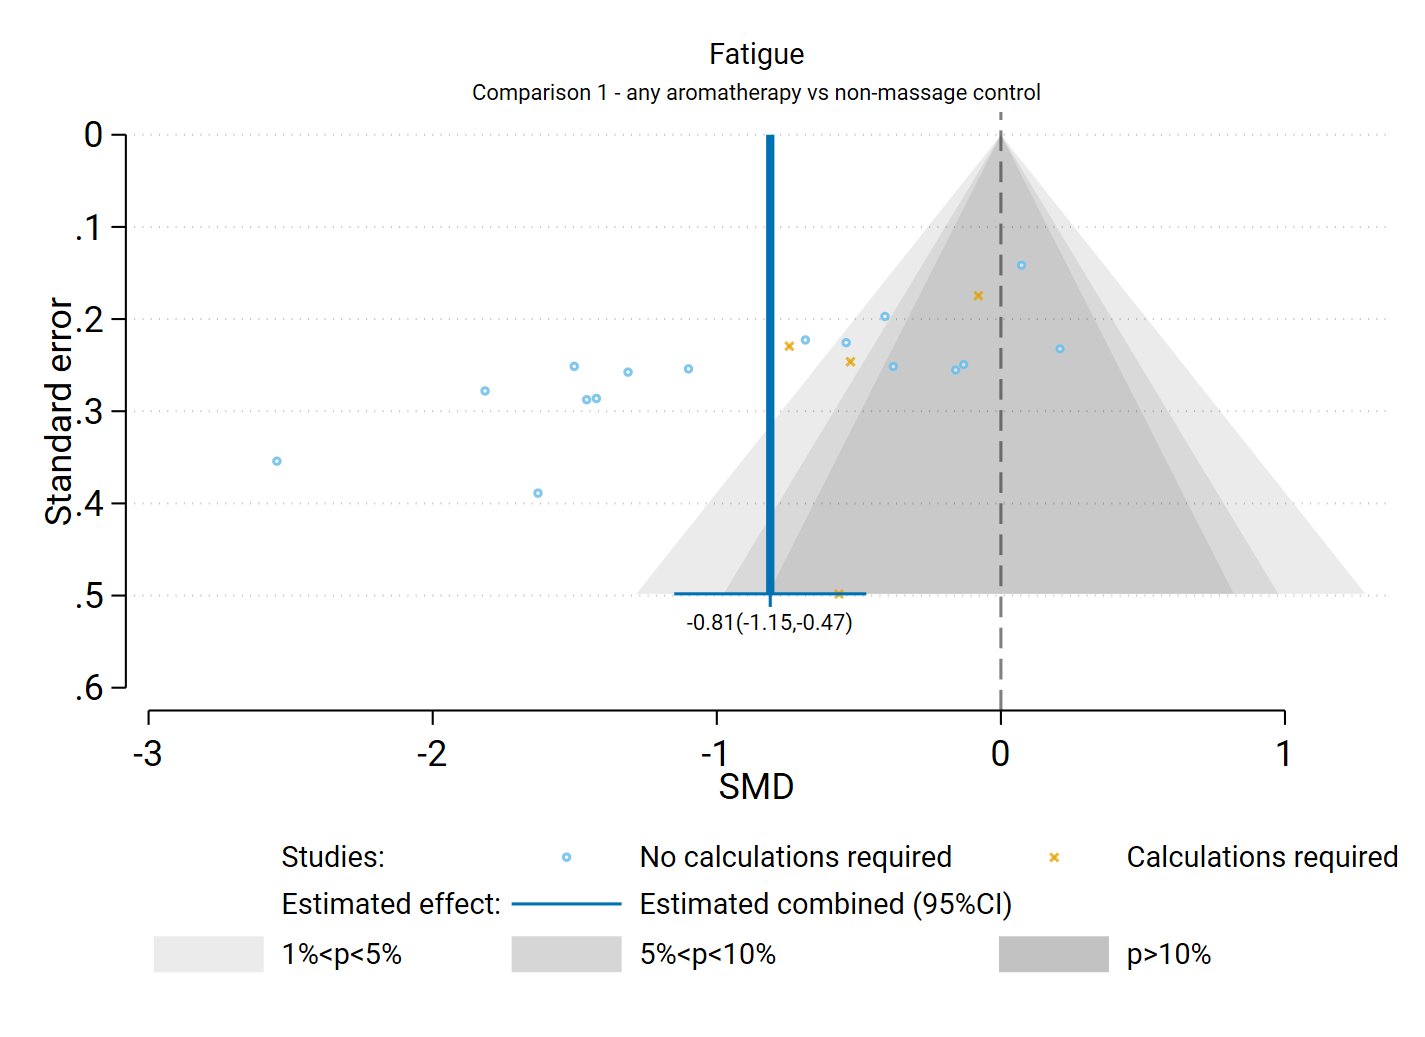 Fatigue
Comparison 1 - any aromatherapy vs non-massage control
0
.1
.2
.3
.4
.5
.6
Standard error
-0.81(-1.15,-0.47)
-3 -2 -1 0 1
SMD
Studies: No calculations required Calculations required
Estimated effect: Estimated combined (95%CI)
1%<p<5% 5%<p<10% p>10%